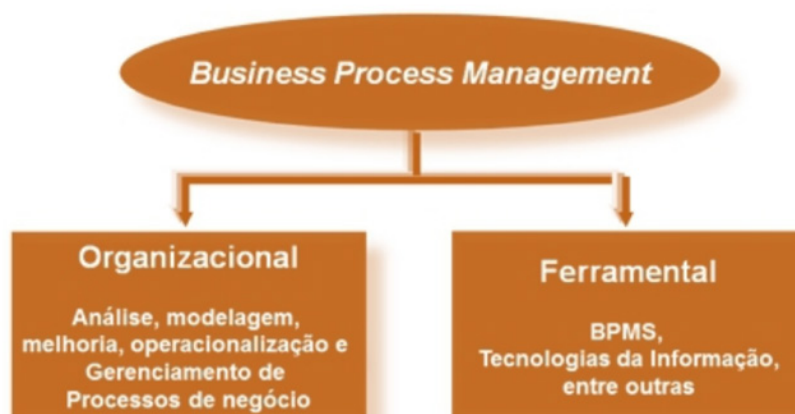 Business Process Management
Organizacional
Análise, modelagem,
melhoria, operacionalização e
Gerenciamento de
Processos de negócio
Ferramental
BPMS,
Tecnologias da Informação,
entre outras